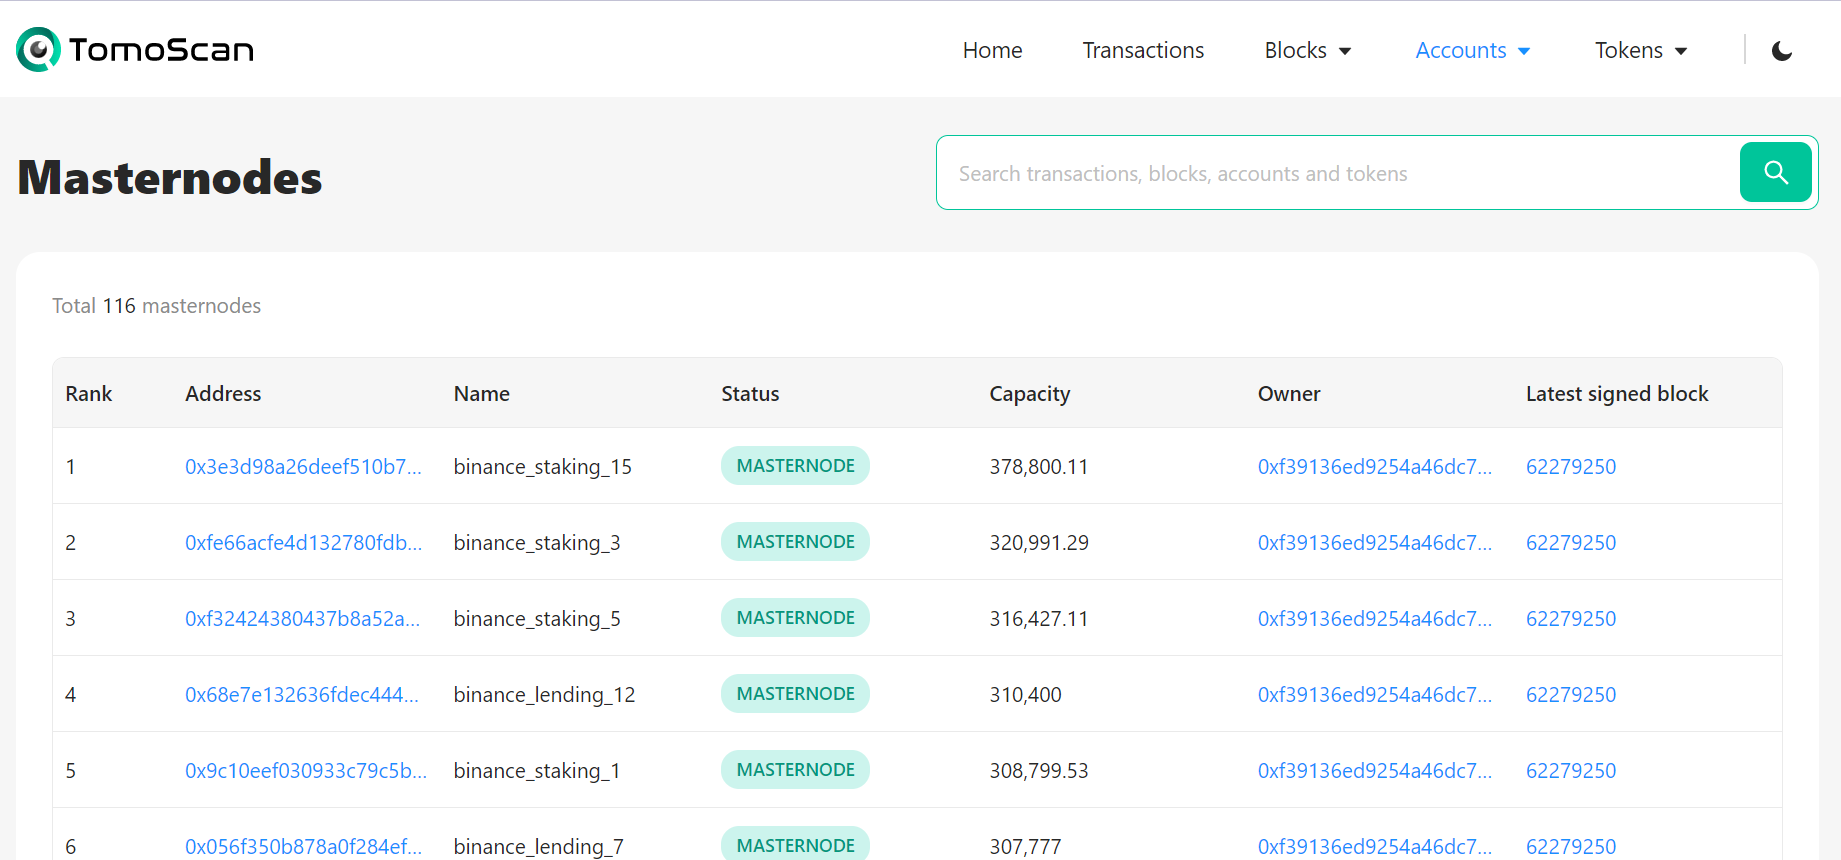 TomoScan
Home Transactions Blocks Accounts Tokens
Masternodes
Search transactions, blocks, accounts and tokens
Total 116 masternodes
Rank Address Name Status Capacity Owner Latest signed block
1 0x3e3d98a26deef510b7... binance_staking_15 MASTERNODE 378,800.11 0xf39136ed9254a46dc7... 62279250
2 0xfe66acfe4d132780fdb... binance_staking_3 MASTERNODE 320,991.29 0xf39136ed9254a46dc7... 62279250
3 0xf32424380437b8a52a... binance_staking_5 MASTERNODE 316,427.11 0xf39136ed9254a46dc7... 62279250
4 0x68e7e132636fdec444... binance_lending_12 MASTERNODE 310,400 0xf39136ed9254a46dc7... 62279250
5 0x9c10eef030933c79c5b... binance_staking_1 MASTERNODE 308,799.53 0xf39136ed9254a46dc7... 62279250
6 0x056f350b878a0f284ef... binance_lending_7 MASTERNODE 307,777 0xf39136ed9254a46dc7... 62279250